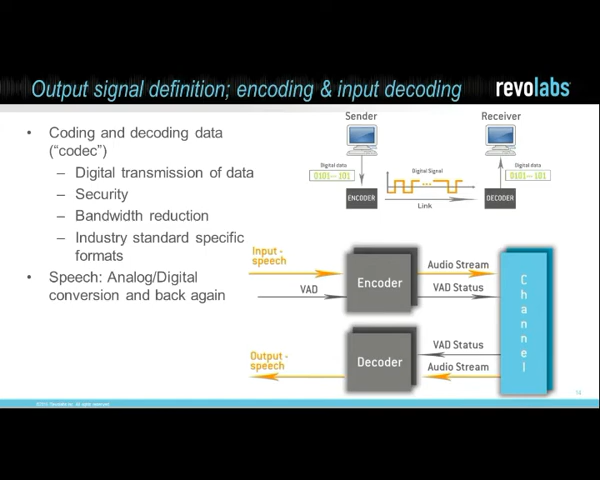 Output signal definition; encoding & input decoding
revolabs
• Coding and decoding data
("codec")
– Digital transmission of data
– Security
– Bandwidth reduction
– Industry standard specific
formats
• Speech: Analog/Digital
conversion and back again
Sender
Receiver
Digital data
0101—101
Digital Signal
Digital data
0101—101
ENCODER
Link
DECODER
Input -
speech
VAD
Encoder
Audio Stream
VAD Status
Channel
Output -
speech
Decoder
VAD Status
Audio Stream
14